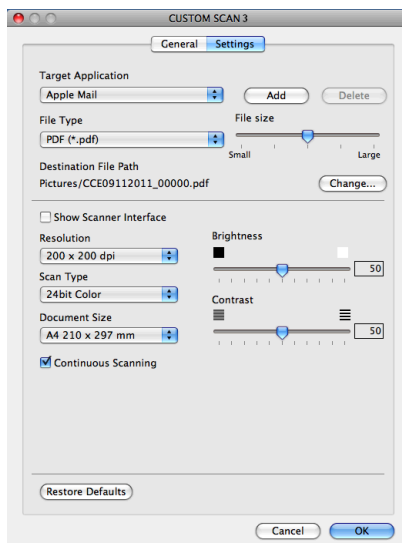 CUSTOM SCAN 3
General Settings
Target Application
Apple Mail Add Delete
File Type File size
PDF (*.pdf)
Small Large
Destination File Path
Pictures/CCE09112011_00000.pdf Change...
Show Scanner Interface
Resolution Brightness
200 x 200 dpi 50
Scan Type
24bit Color Contrast
Document Size
A4 210 x 297 mm 50
Continuous Scanning
Restore Defaults
Cancel OK